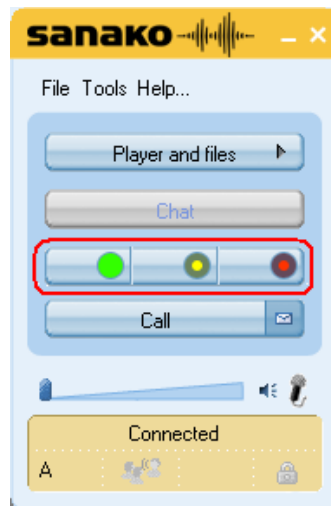 sanako
File Tools Help...
Player and files
Chat
Call
Connected
A